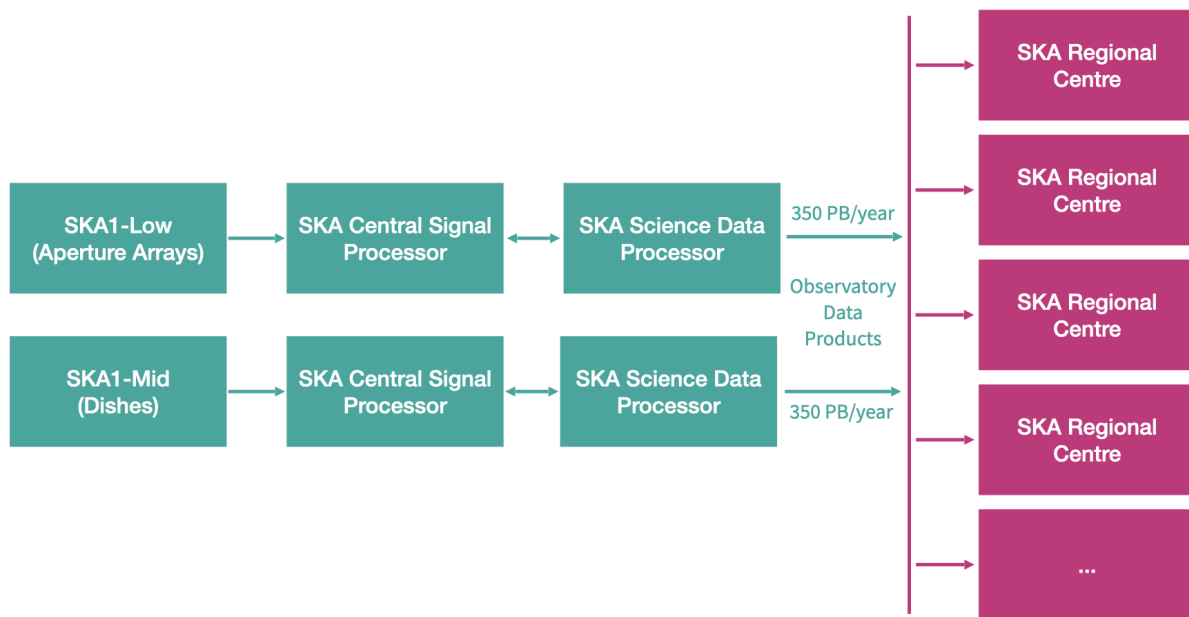 SKA1-Low
(Aperture Arrays)
SKA Central Signal
Processor
SKA Science Data
Processor
350 PB/year
Observatory
Data
Products
SKA1-Mid
(Dishes)
SKA Central Signal
Processor
SKA Science Data
Processor
350 PB/year
SKA Regional
Centre
SKA Regional
Centre
SKA Regional
Centre
SKA Regional
Centre
...